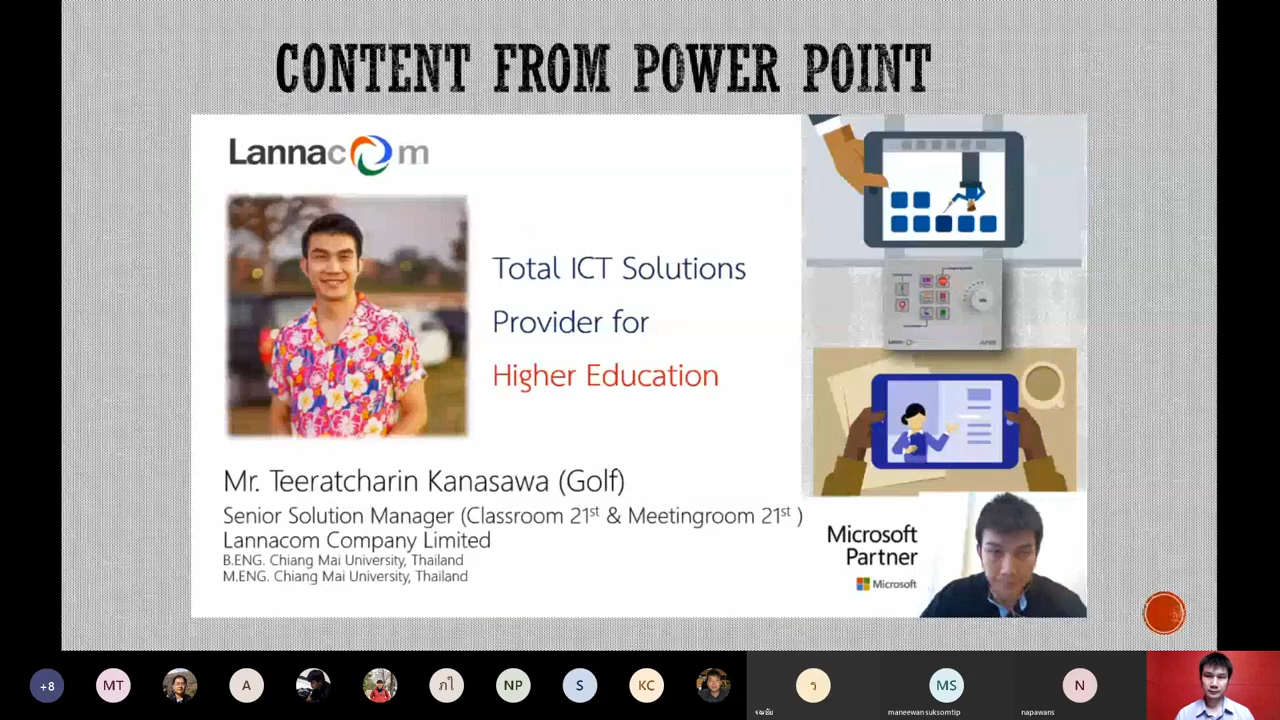 CONTENT FROM POWER POINT
Lannacom
Total ICT Solutions
Provider for
Higher Education
Mr. Teeratcharin Kanasawa (Golf)
Senior Solution Manager (Classroom 21st & Meetingroom 21st )
Lannacom Company Limited
B.ENG. Chiang Mai University, Thailand
M.ENG. Chiang Mai University, Thailand
Microsoft
Partner
Microsoft
+8
MT
A
ภใ
NP
S
KC
ร
MS
N
maneewan suksomtip
napawans